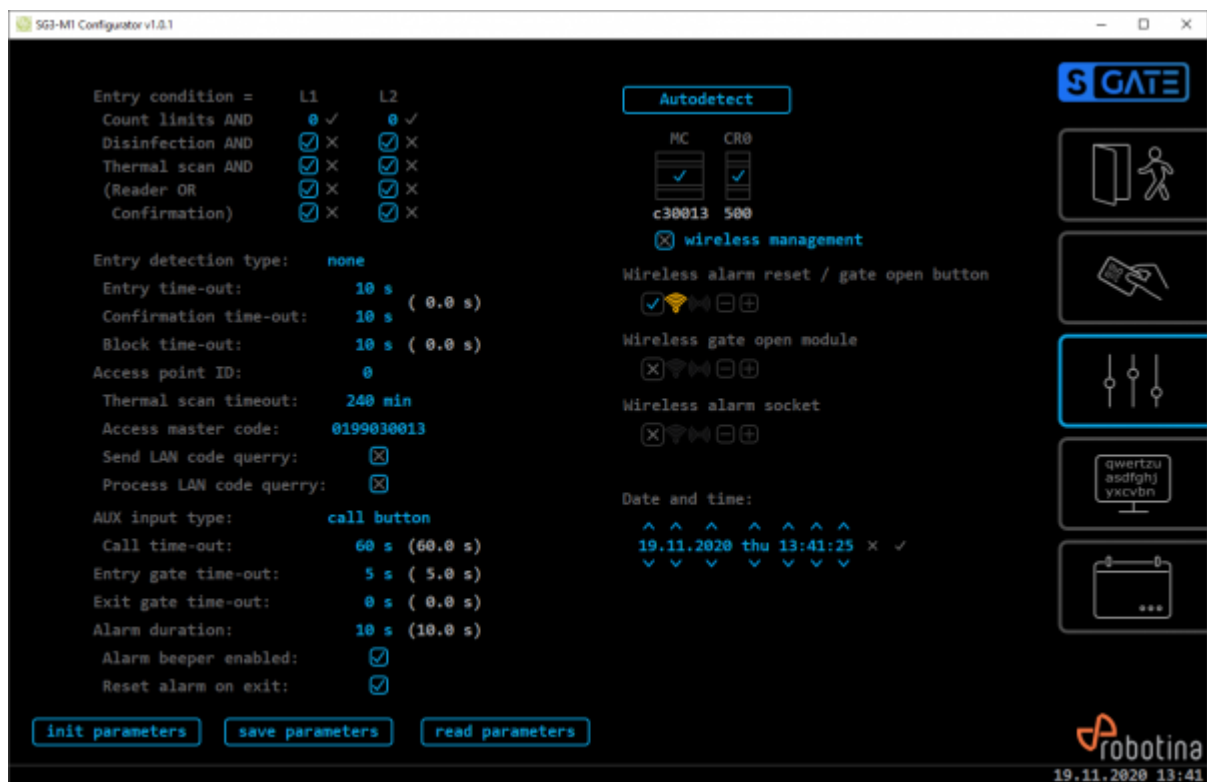 SG3-M1 Configurator v1.0.1
Entry condition = L1 L2
Count limits AND 0 0
Disinfection AND
Thermal scan AND
(Reader OR
Confirmation)
Entry detection type: none
Entry time-out: 10 s
( 0.0 s)
Confirmation time-out: 10 s
Block time-out: 10 s ( 0.0 s)
Access point ID: 0
Thermal scan timeout: 240 min
Access master code: 0199030013
Send LAN code querry:
Process LAN code querry:
AUX input type: call button
Call time-out: 60 s (60.0 s)
Entry gate time-out: 5 s ( 5.0 s)
Exit gate time-out: 0 s ( 0.0 s)
Alarm duration: 10 s (10.0 s)
Alarm beeper enabled:
Reset alarm on exit:
init parameters save parameters read parameters
Autodetect
MC CR0
c30013 500
wireless management
Wireless alarm reset / gate open button
Wireless gate open module
Wireless alarm socket
Date and time:
19.11.2020 thu 13:41:25
S GATE
qwertzu
asdfghj
yxcvbn
robotina
19.11.2020 13:41